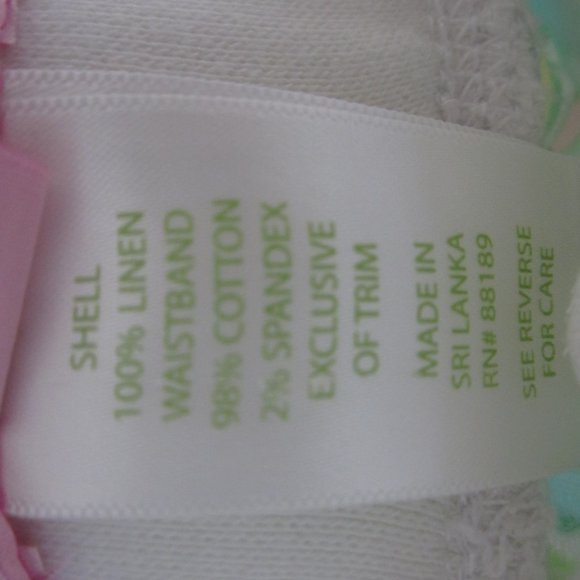 SHELL
100% LINEN
WAISTBAND
98% COTTON
2% SPANDEX
EXCLUSIVE
OF TRIM
MADE IN
SRI LANKA
RN# 88189
SEE REVERSE
FOR CARE